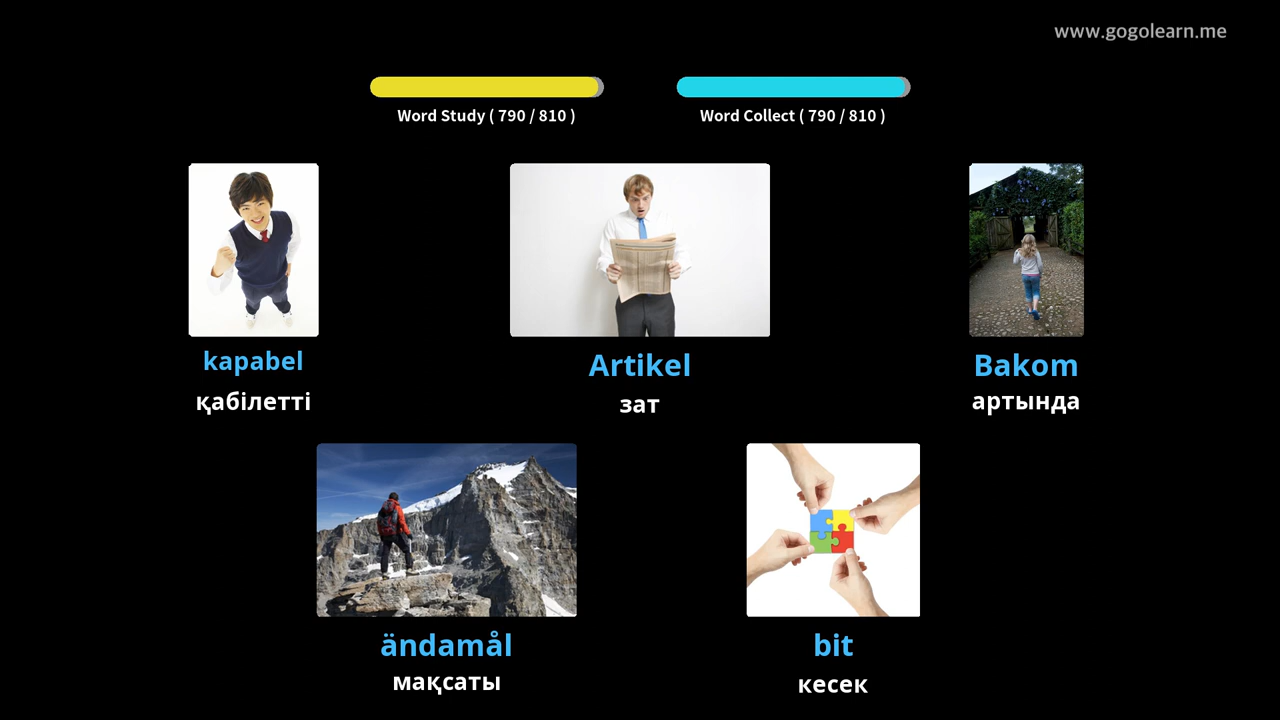 www.gogolearn.me
Word Study ( 790 / 810 )
Word Collect ( 790 / 810 )
kapabel
қабілетті
Artikel
зат
Bakom
артында
ändamål
мақсаты
bit
кесек